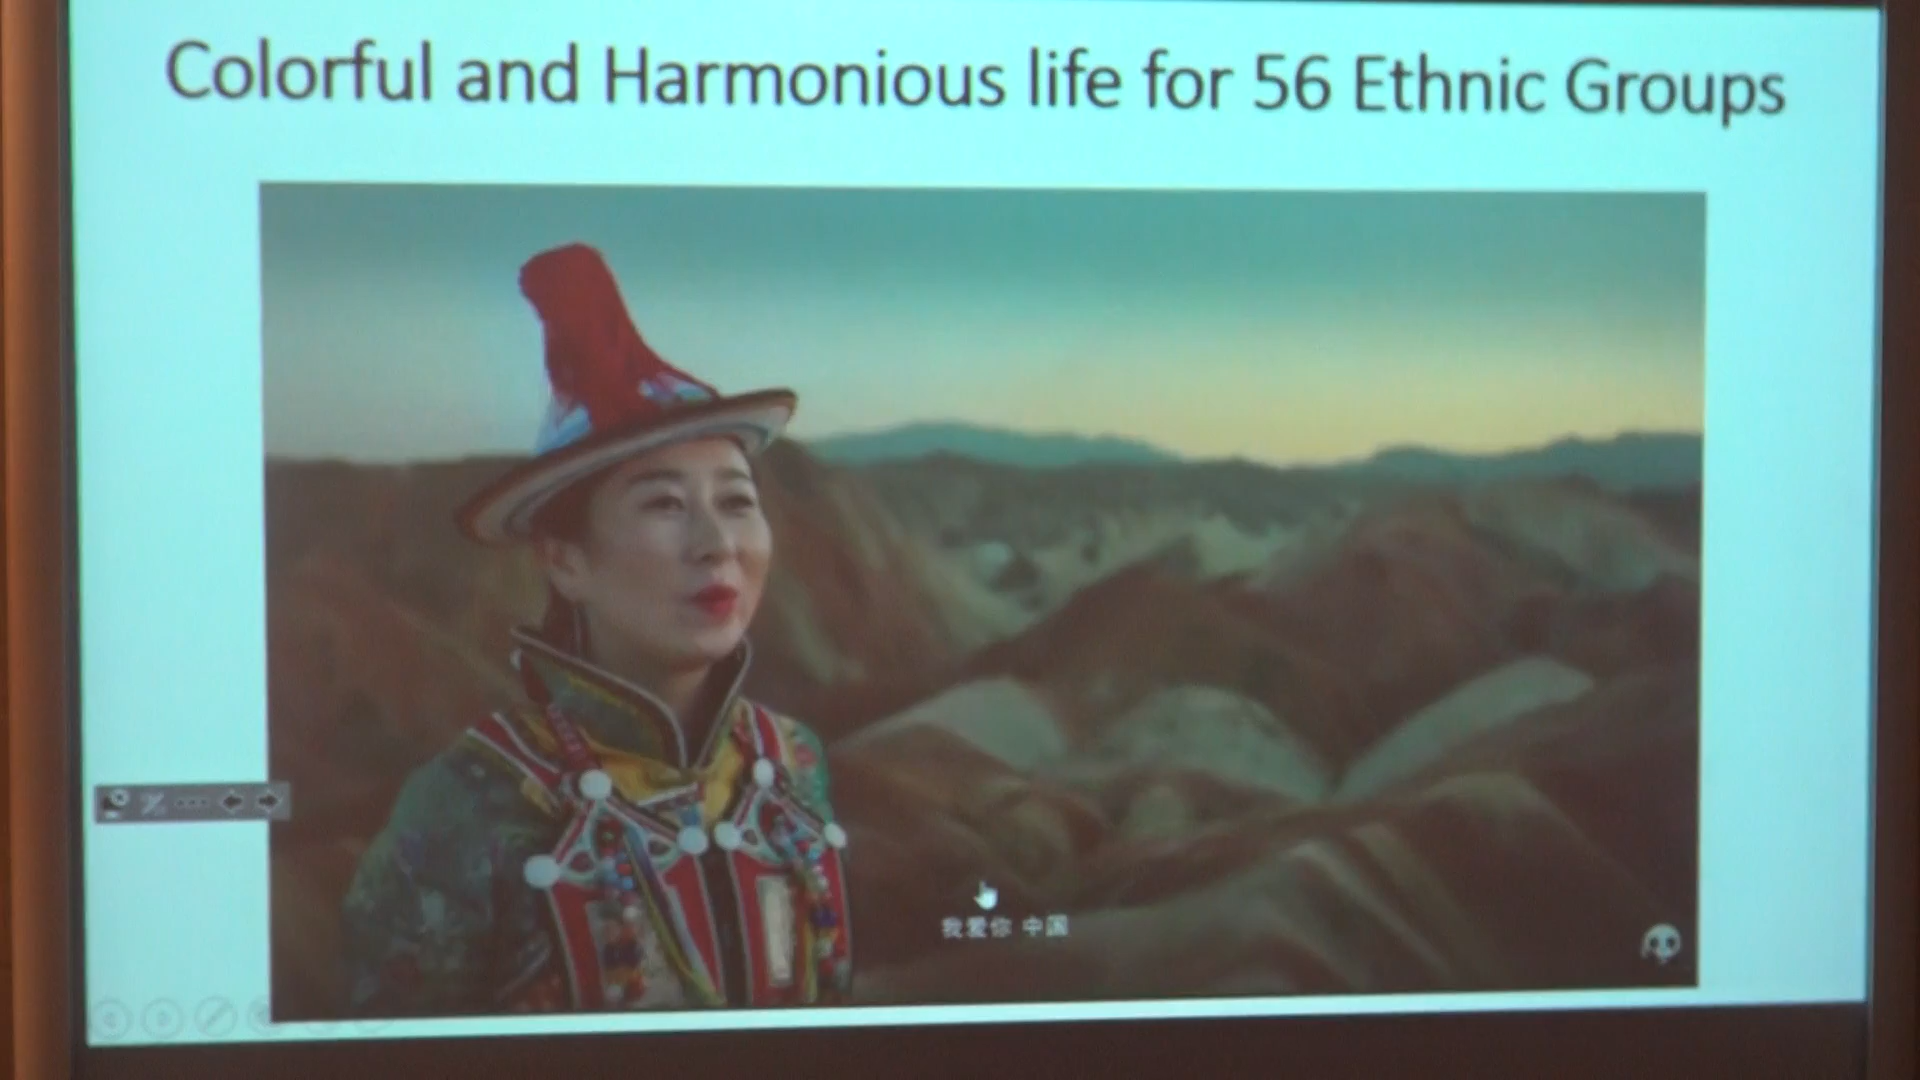 Colorful and Harmonious life for 56 Ethnic Groups
我爱你 中国